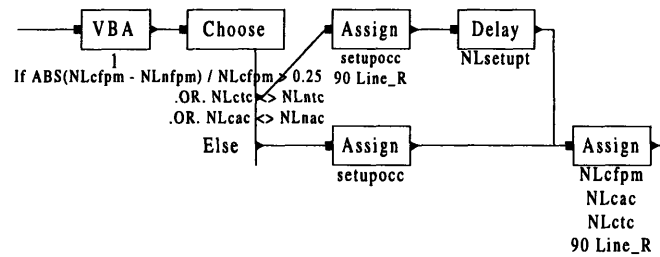 VBA
1
Choose
If ABS(NLcfpm - NLnfpm) / NLcfpm > 0.25
.OR. NLctc <> NLntc
.OR. NLcac <> NLnac
Else
Assign
setupocc
90 Line_R
Delay
NLsetupt
Assign
setupocc
Assign
NLcfpm
NLcac
NLctc
90 Line_R